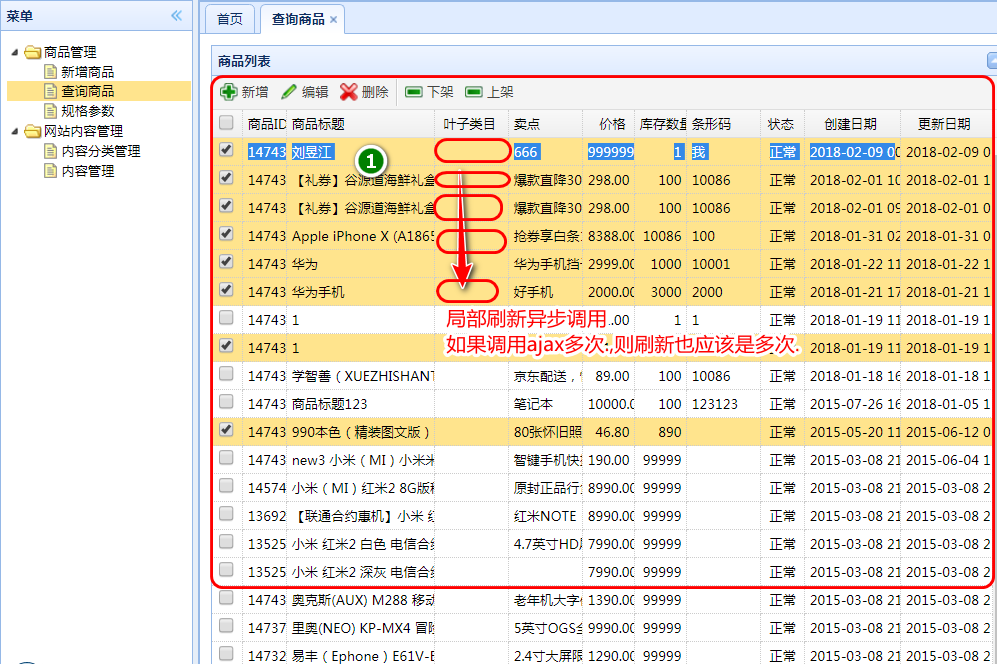 菜单
首页
查询商品
商品管理
新增商品
查询商品
规格参数
网站内容管理
内容分类管理
内容管理
商品列表
新增 编辑 删除 下架 上架
商品ID 商品标题 叶子类目 卖点 价格 库存数量 条形码 状态 创建日期 更新日期
14743 刘昱江 666 999999 1 我 正常 2018-02-09 0 2018-02-09 0
1
14743 【礼券】谷源道海鲜礼盒 爆款直降30 298.00 100 10086 正常 2018-02-01 10 2018-02-01 1
14743 【礼券】谷源道海鲜礼盒 爆款直降30 298.00 100 10086 正常 2018-02-01 09 2018-02-01 0
14743 Apple iPhone X (A1865 抢券享白条 8388.00 10086 100 正常 2018-01-31 02 2018-01-31 0
14743 华为 华为手机挡 2999.00 1000 10001 正常 2018-01-22 11 2018-01-22 1
14743 华为手机 好手机 2000.00 3000 2000 正常 2018-01-21 17 2018-01-21 1
14743 1 .00 1 1 正常 2018-01-19 11 2018-01-19 1
局部刷新异步调用
如果调用ajax多次,则刷新也应该是多次.
14743 1 正常 2018-01-19 11 2018-01-19 1
14743 学智善（XUEZHISHANT 京东配送， 89.00 100 10086 正常 2018-01-18 16 2018-01-18 1
14743 商品标题123 笔记本 10000.0 100 123123 正常 2015-07-26 16 2018-01-05 1
14743 990本色（精装图文版） 80张怀旧照 46.80 890 正常 2015-05-20 11 2015-06-12 0
14743 new3 小米（MI）小米米 智键手机快 190.00 99999 正常 2015-03-08 21 2015-06-04 1
14574 小米（MI）红米2 8G版 原封正品行 8990.00 99999 正常 2015-03-08 21 2015-03-08 2
13692 【联通合约惠机】小米 红 红米NOTE 8990.00 99999 正常 2015-03-08 21 2015-03-08 2
13525 小米 红米2 白色 电信合约 4.7英寸HD 7990.00 99999 正常 2015-03-08 21 2015-03-08 2
13525 小米 红米2 深灰 电信合约 7990.00 99999 正常 2015-03-08 21 2015-03-08 2
14743 奥克斯(AUX) M288 移动 老年机大字 1390.00 99999 正常 2015-03-08 21 2015-03-08 2
14737 里奥(NEO) KP-MX4 冒险 5英寸OGS全 9990.00 99999 正常 2015-03-08 21 2015-03-08 2
14732 易丰（Ephone）E61V-E 2.4寸大屏限 1290.00 99999 正常 2015-03-08 21 2015-03-08 2